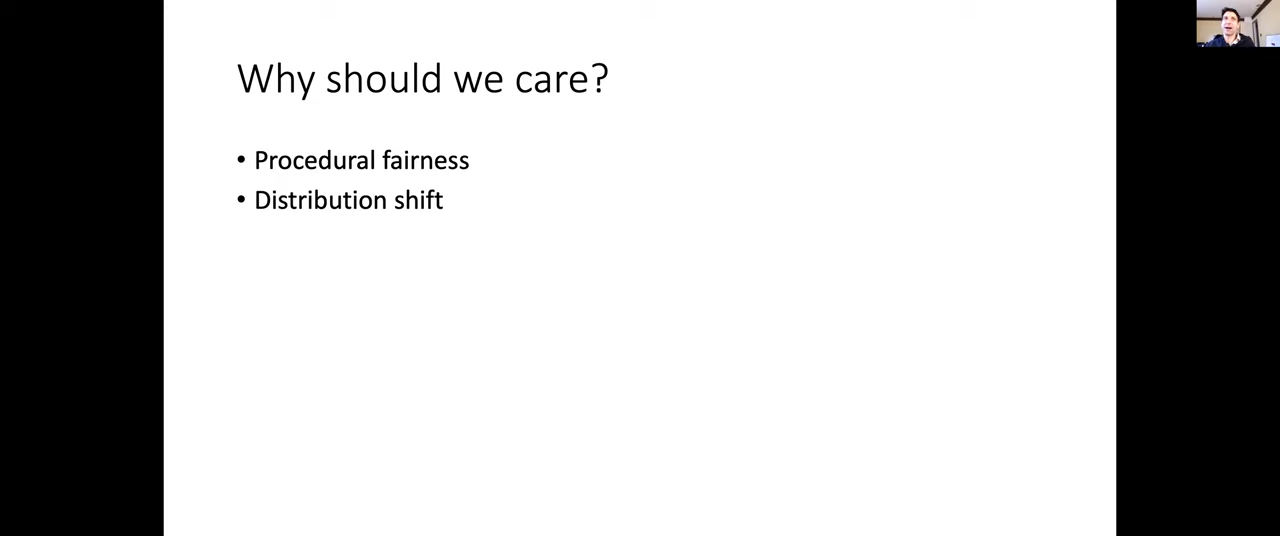 Why should we care?
• Procedural fairness
• Distribution shift